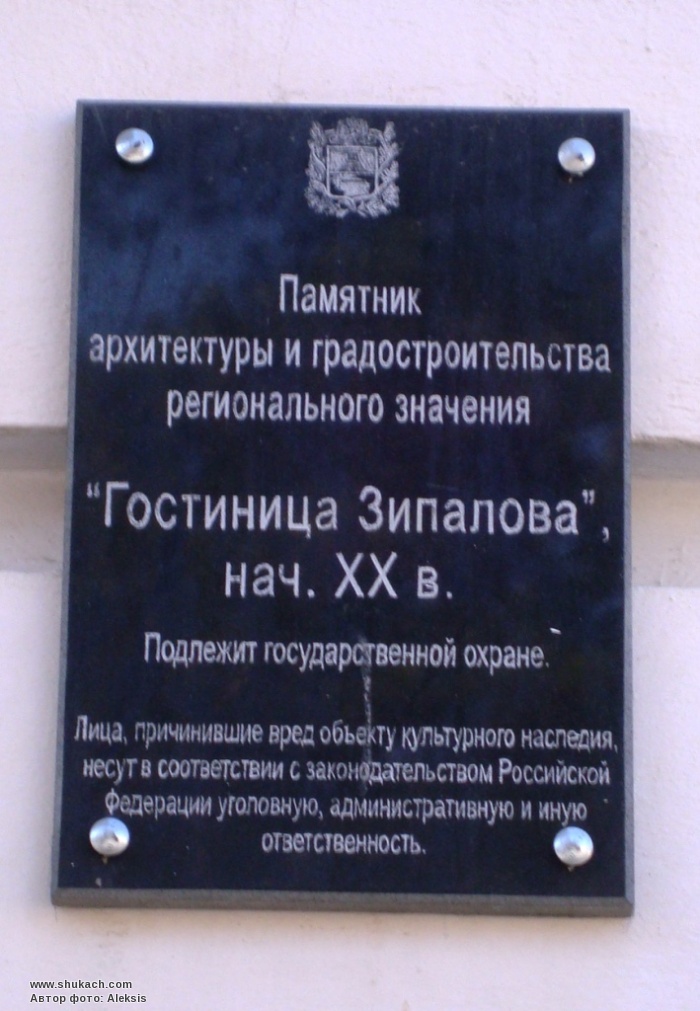 Памятник
архитектуры и градостроительства
регионального значения
“Гостиница Зипалова”,
нач. XX в.
Подлежит государственной охране.
Лица, причинившие вред объекту культурного наследия,
несут в соответствии с законодательством Российской
Федерации уголовную, административную и иную
ответственность.
www.shukach.com
Автор фото: Aleksis